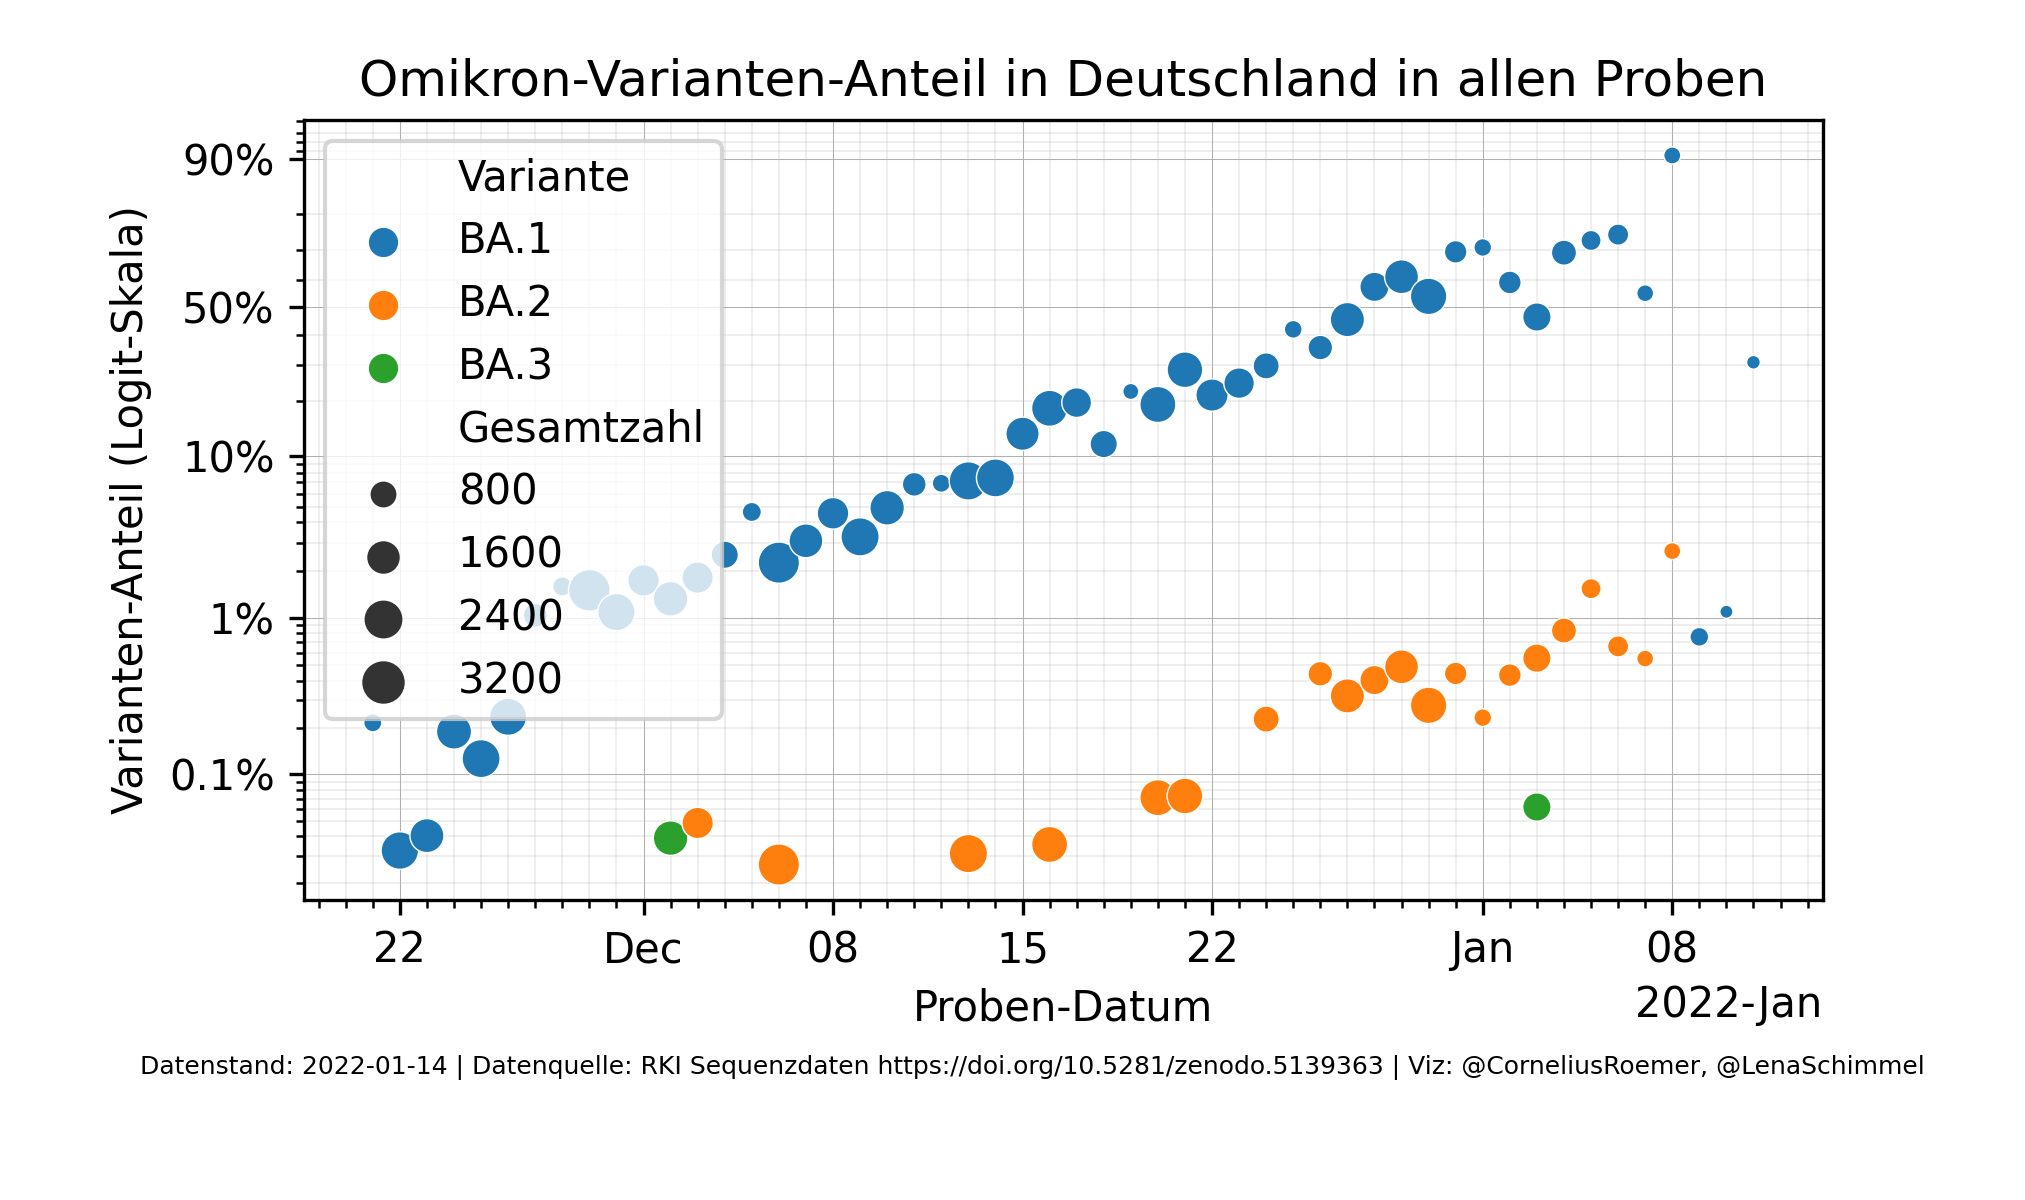 Omikron-Varianten-Anteil in Deutschland in allen Proben
Varianten-Anteil (Logit-Skala)
90%
50%
10%
1%
0.1%
Variante
BA.1
BA.2
BA.3
Gesamtzahl
800
1600
2400
3200
22 Dec 08 15 22 Jan 08
Proben-Datum
2022-Jan
Datenstand: 2022-01-14 | Datenquelle: RKI Sequenzdaten https://doi.org/10.5281/zenodo.5139363 | Viz: @CorneliusRoemer, @LenaSchimmel